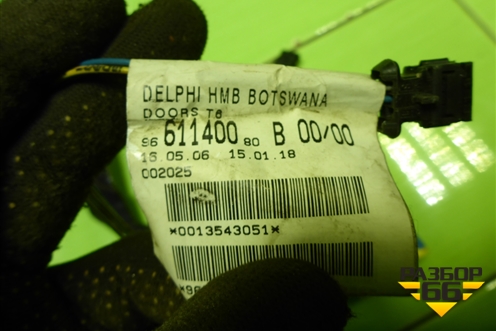 DELPHI HMB BOTSWANA
DOORS T6
96 611400 80 B 00/00
16.05.06 15.01.18
002025
*0013543051*
РАЗБОР
66